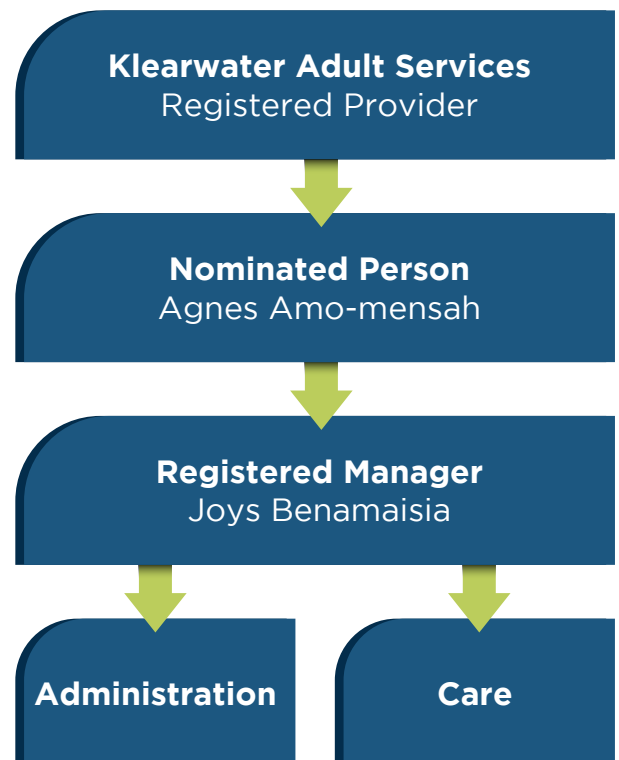 Klearwater Adult Services
Registered Provider
Nominated Person
Agnes Amo-mensah
Registered Manager
Joys Benamaisia
Administration
Care